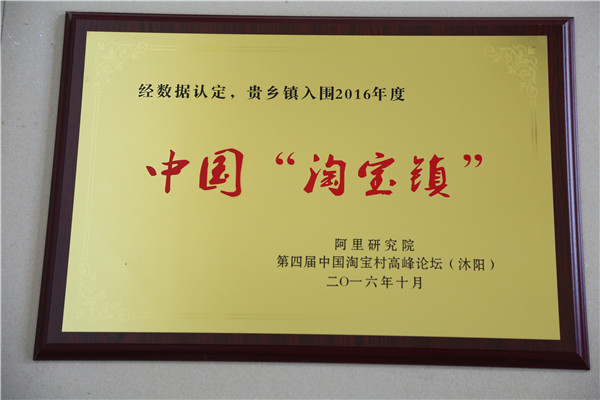 经数据认定，贵乡镇入围2016年度
中国“淘宝镇”
阿里研究院
第四届中国淘宝村高峰论坛（沐阳）
二〇一六年十月